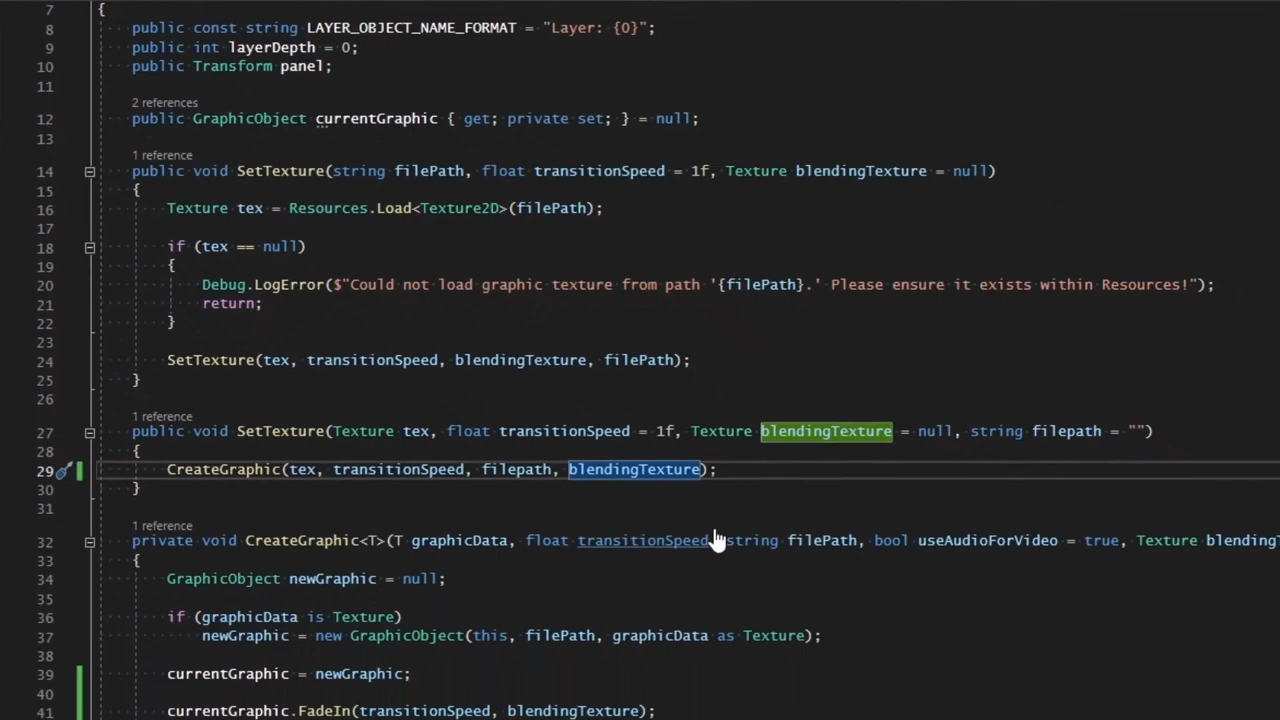 7 {
8 public const string LAYER_OBJECT_NAME_FORMAT = "Layer: {0}";
9 public int layerDepth = 0;
10 public Transform panel;
11
2 references
12 public GraphicObject currentGraphic { get; private set; } = null;
13
1 reference
14 public void SetTexture(string filePath, float transitionSpeed = 1f, Texture blendingTexture = null)
15 {
16 Texture tex = Resources.Load<Texture2D>(filePath);
17
18 if (tex == null)
19 {
20 Debug.LogError($"Could not load graphic texture from path '{filePath}.' Please ensure it exists within Resources!");
21 return;
22 }
23
24 SetTexture(tex, transitionSpeed, blendingTexture, filePath);
25 }
26
1 reference
27 public void SetTexture(Texture tex, float transitionSpeed = 1f, Texture blendingTexture = null, string filepath = "")
28 {
29 CreateGraphic(tex, transitionSpeed, filepath, blendingTexture);
30 }
31
1 reference
32 private void CreateGraphic<T>(T graphicData, float transitionSpeed string filePath, bool useAudioForVideo = true, Texture blendingT
33 {
34 GraphicObject newGraphic = null;
35
36 if (graphicData is Texture)
37 newGraphic = new GraphicObject(this, filePath, graphicData as Texture);
38
39 currentGraphic = newGraphic;
40
41 currentGraphic.FadeIn(transitionSpeed, blendingTexture);